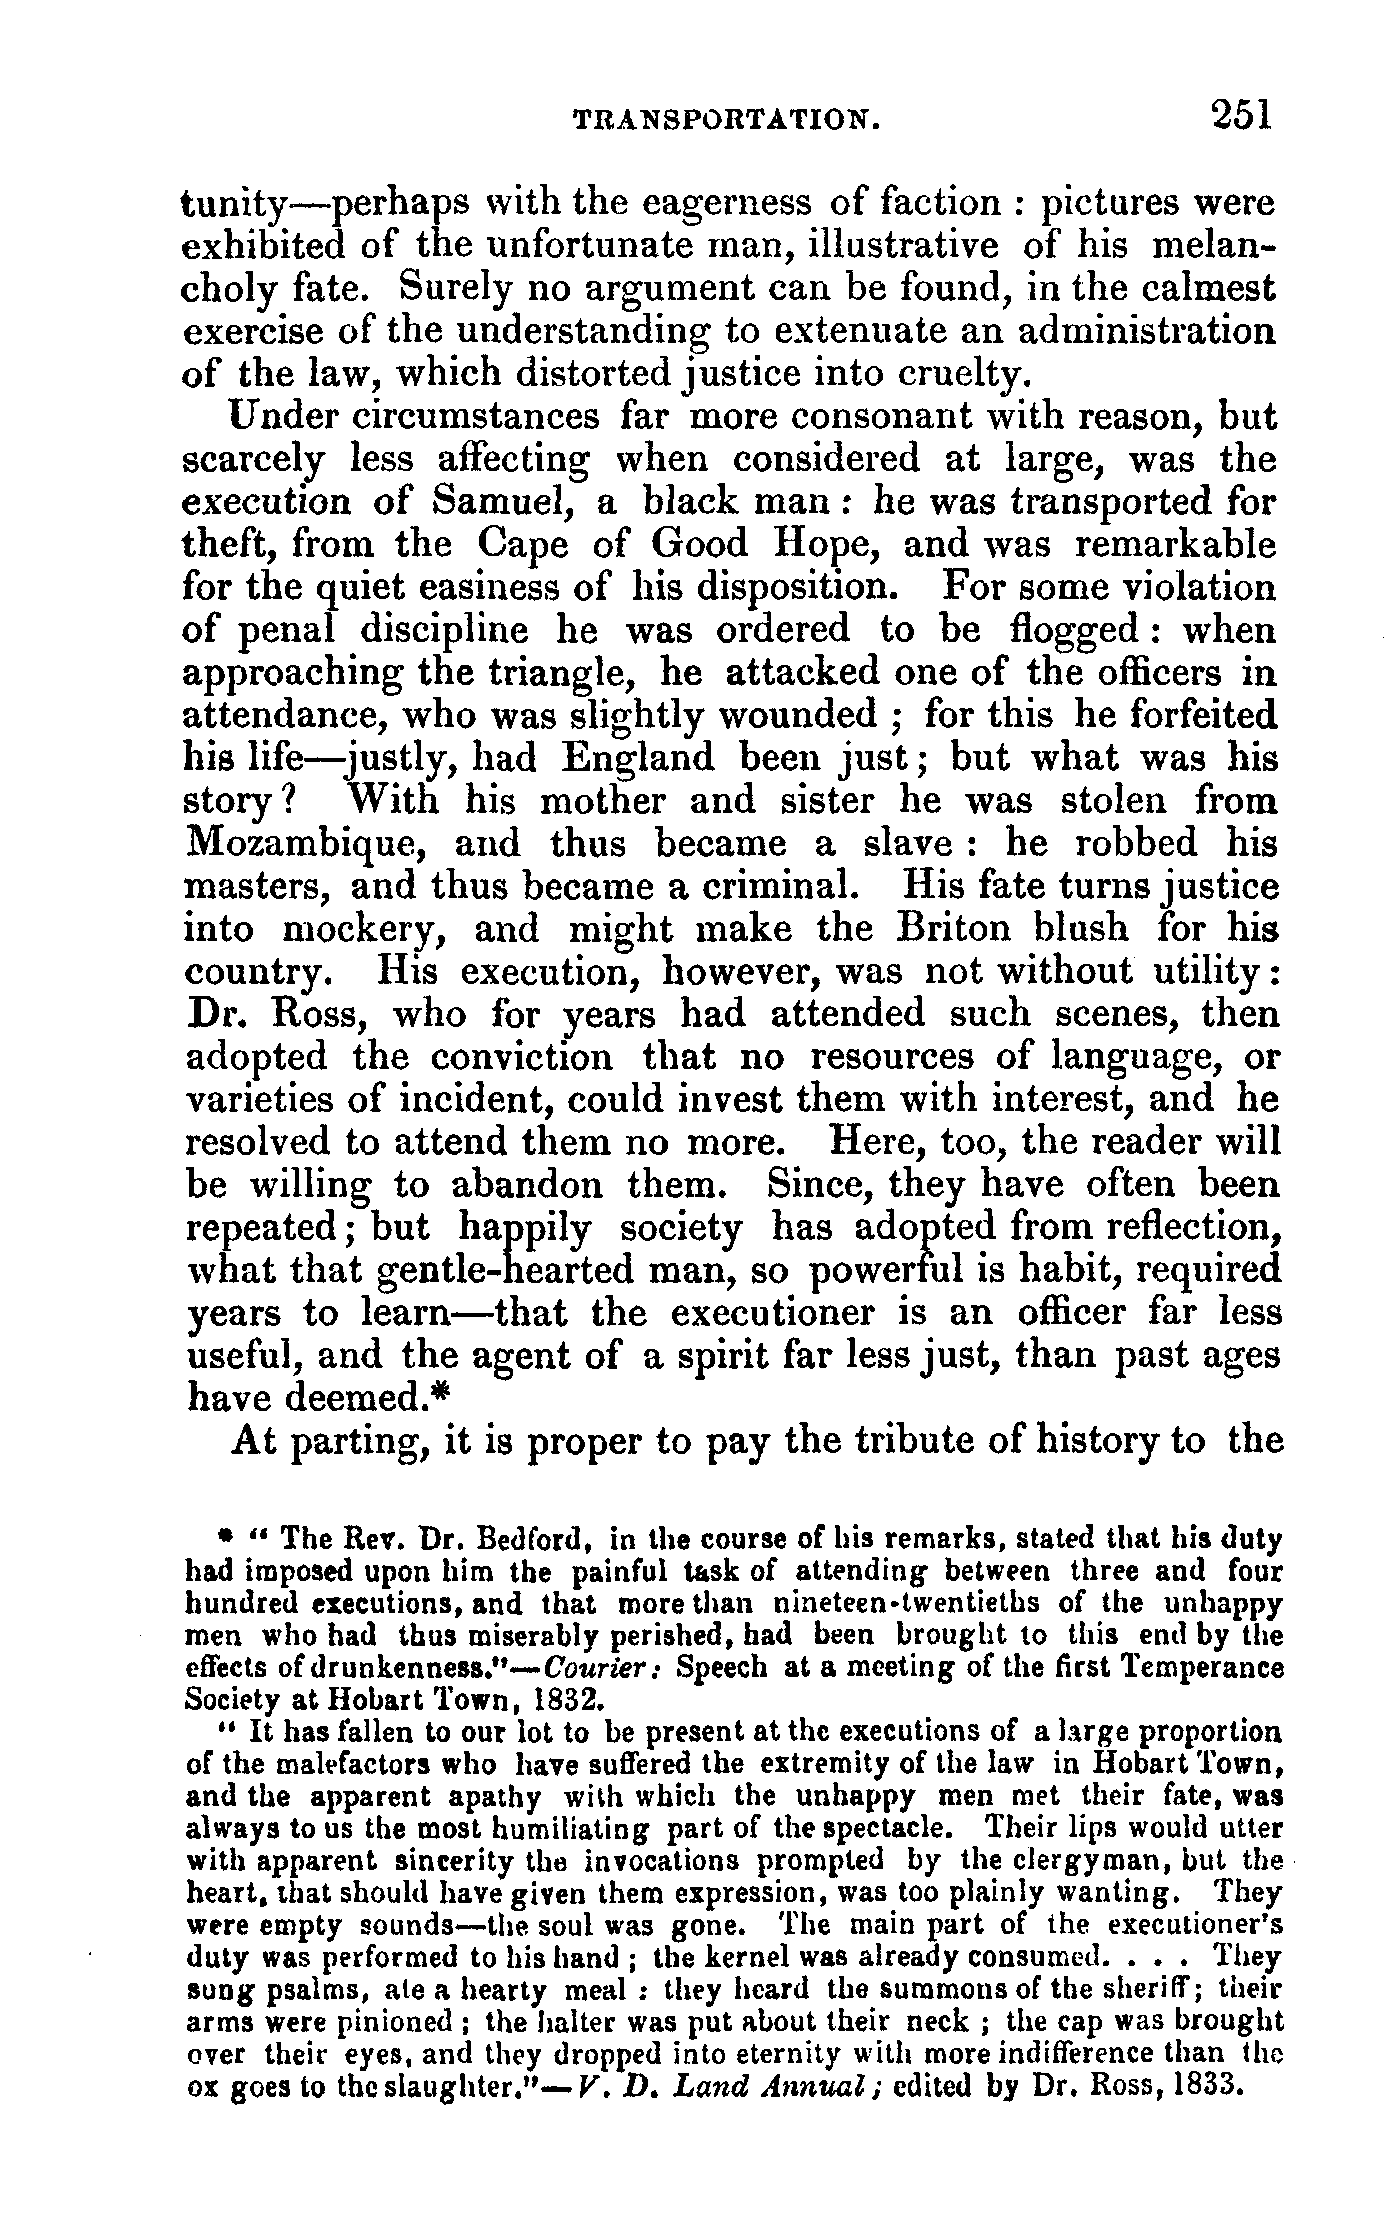 TRANSPORTATION. 251
tunity—perhaps with the eagerness of faction : pictures were
exhibited of the unfortunate man, illustrative of his melan-
choly fate. Surely no argument can be found, in the calmest
exercise of the understanding to extenuate an administration
of the law, which distorted justice into cruelty.
Under circumstances far more consonant with reason, but
scarcely less affecting when considered at large, was the
execution of Samuel, a black man : he was transported for
theft, from the Cape of Good Hope, and was remarkable
for the quiet easiness of his disposition. For some violation
of penal discipline he was ordered to be flogged : when
approaching the triangle, he attacked one of the officers in
attendance, who was slightly wounded ; for this he forfeited
his life—justly, had England been just ; but what was his
story ? With his mother and sister he was stolen from
Mozambique, and thus became a slave : he robbed his
masters, and thus became a criminal. His fate turns justice
into mockery, and might make the Briton blush for his
country. His execution, however, was not without utility :
Dr. Ross, who for years had attended such scenes, then
adopted the conviction that no resources of language, or
varieties of incident, could invest them with interest, and he
resolved to attend them no more. Here, too, the reader will
be willing to abandon them. Since, they have often been
repeated ; but happily society has adopted from reflection,
what that gentle-hearted man, so powerful is habit, required
years to learn—that the executioner is an officer far less
useful, and the agent of a spirit far less just, than past ages
have deemed.*
At parting, it is proper to pay the tribute of history to the
* " The Rev. Dr. Bedford, in the course of his remarks, stated that his duty
had imposed upon him the painful task of attending between three and four
hundred executions, and that more than nineteen-twentieths of the unhappy
men who had thus miserably perished, had been brought to this end by the
effects of drunkenness."—Courier: Speech at a meeting of the first Temperance
Society at Hobart Town, 1832.
" It has fallen to our lot to be present at the executions of a large proportion
of the malefactors who have suffered the extremity of the law in Hobart Town,
and the apparent apathy with which the unhappy men met their fate, was
always to us the most humiliating part of the spectacle. Their lips would utter
with apparent sincerity the invocations prompted by the clergyman, but the
heart, that should have given them expression, was too plainly wanting. They
were empty sounds—the soul was gone. The main part of the executioner's
duty was performed to his hand ; the kernel was already consumed. . . . They
sung psalms, ate a hearty meal : they heard the summons of the sheriff; their
arms were pinioned ; the halter was put about their neck ; the cap was brought
over their eyes, and they dropped into eternity with more indifference than the
ox goes to the slaughter."—V. D. Land Annual; edited by Dr. Ross, 1833.